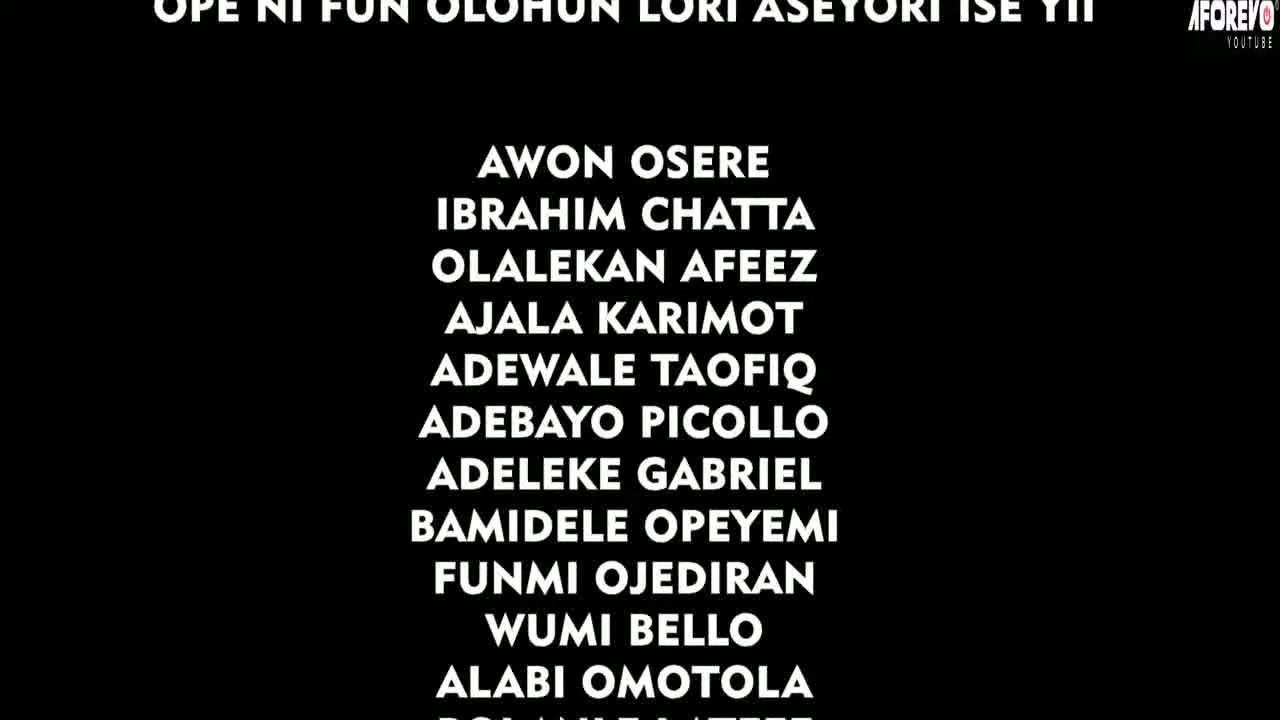 OPE NI FUN OLOHUN LORI ASEYORI ISE YII
AFOREVO
YOUTUBE
AWON OSERE
IBRAHIM CHATTA
OLALEKAN AFEEZ
AJALA KARIMOT
ADEWALE TAOFIQ
ADEBAYO PICOLLO
ADELEKE GABRIEL
BAMIDELE OPEYEMI
FUNMI OJEDIRAN
WUMI BELLO
ALABI OMOTOLA